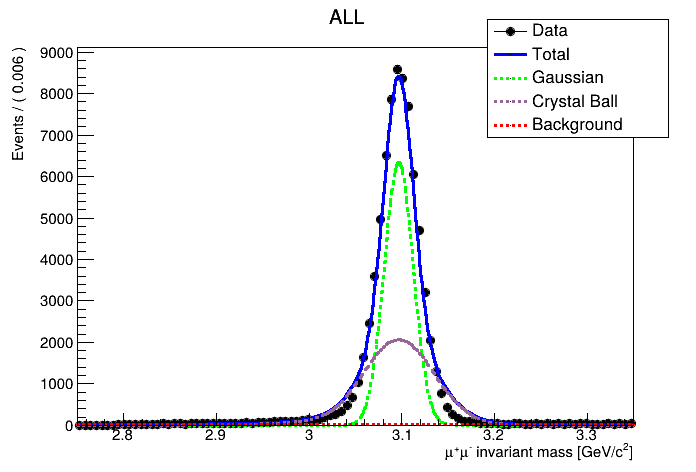 ALL
Data
Total
Gaussian
Crystal Ball
Background
Events / ( 0.006 )
9000
8000
7000
6000
5000
4000
3000
2000
1000
0
2.8 2.9 3 3.1 3.2 3.3
μ⁺μ⁻ invariant mass [GeV/c²]